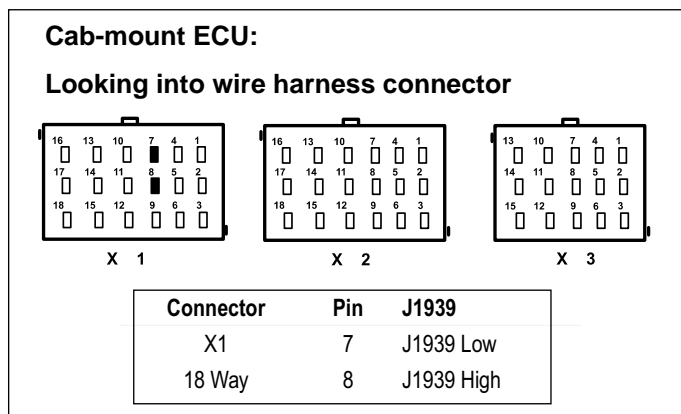 Cab-mount ECU:
Looking into wire harness connector
16 13 10 7 4 1
17 14 11 8 5 2
18 15 12 9 6 3
X 1
16 13 10 7 4 1
17 14 11 8 5 2
18 15 12 9 6 3
X 2
13 10 7 4 1
14 11 8 5 2
15 12 9 6 3
X 3
Connector Pin J1939
X1 7 J1939 Low
18 Way 8 J1939 High